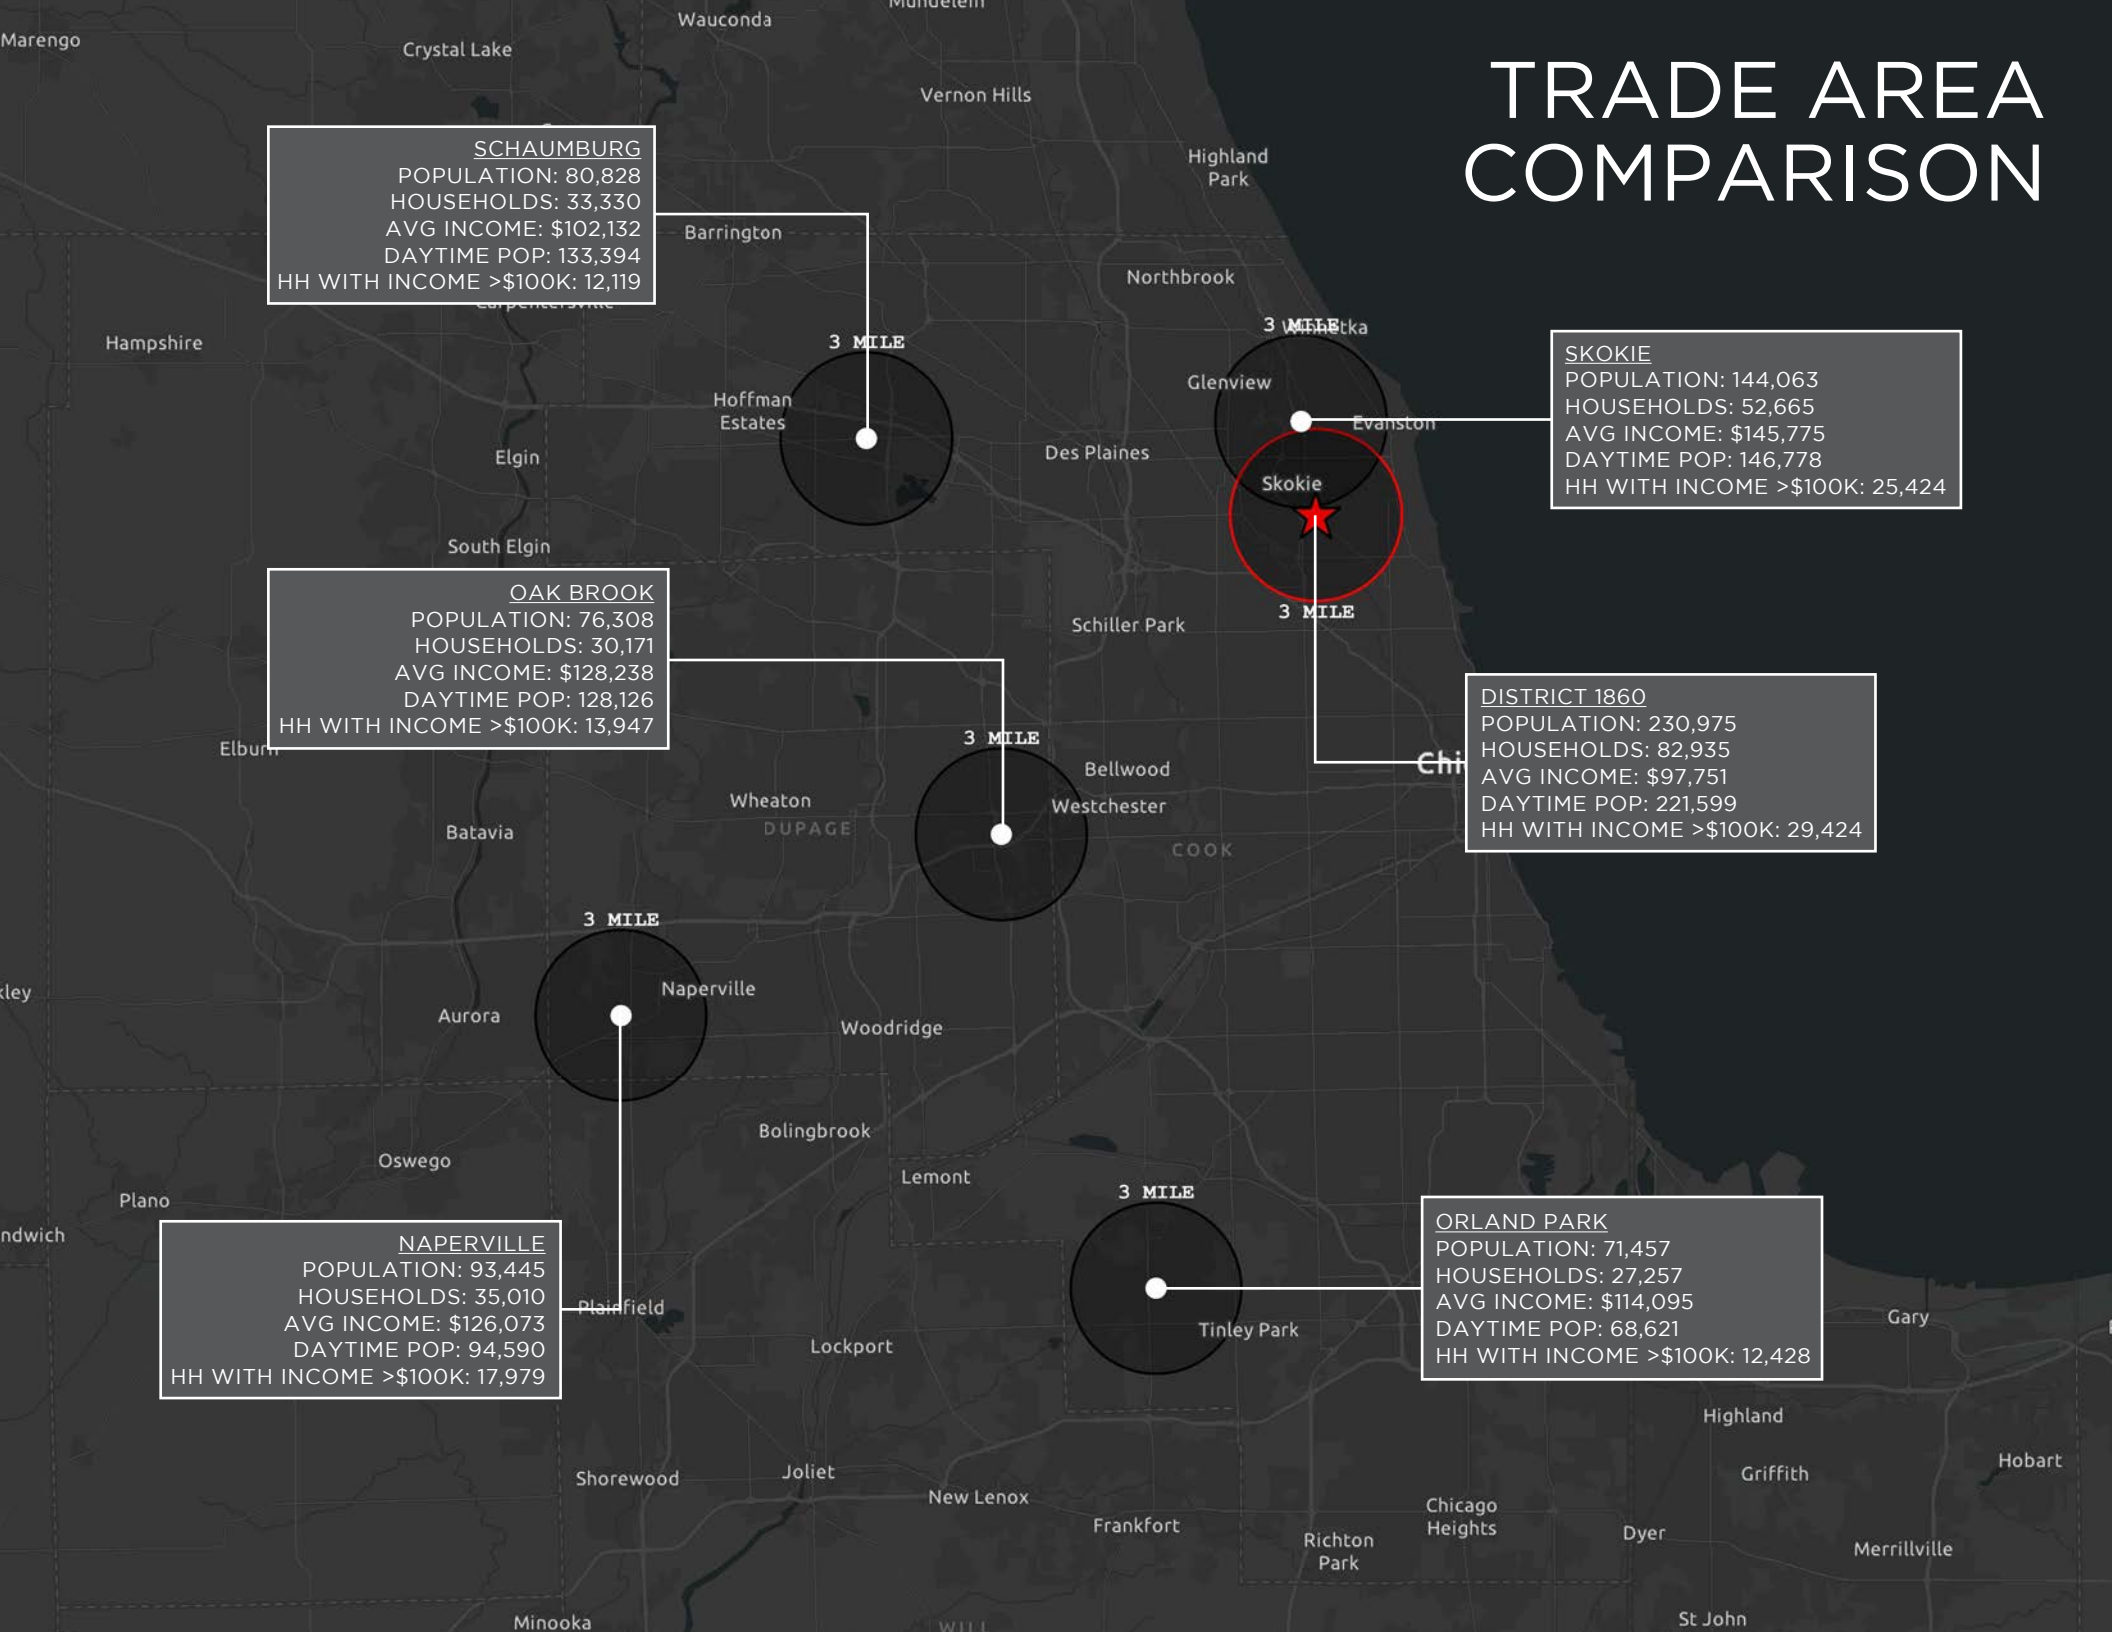 TRADE AREA
COMPARISON
Wauconda
Marengo
Crystal Lake
Vernon Hills
SCHAUMBURG
POPULATION: 80,828
HOUSEHOLDS: 33,330
AVG INCOME: $102,132
DAYTIME POP: 133,394
HH WITH INCOME >$100K: 12,119
Highland
Park
Barrington
Northbrook
Hampshire
3 MILE
3 MILE
SKOKIE
POPULATION: 144,063
HOUSEHOLDS: 52,665
AVG INCOME: $145,775
DAYTIME POP: 146,778
HH WITH INCOME >$100K: 25,424
Glenview
Hoffman
Estates
Evanston
Des Plaines
Elgin
Skokie
South Elgin
OAK BROOK
POPULATION: 76,308
HOUSEHOLDS: 30,171
AVG INCOME: $128,238
DAYTIME POP: 128,126
HH WITH INCOME >$100K: 13,947
3 MILE
Schiller Park
DISTRICT 1860
POPULATION: 230,975
HOUSEHOLDS: 82,935
AVG INCOME: $97,751
DAYTIME POP: 221,599
HH WITH INCOME >$100K: 29,424
3 MILE
Elburn
Chi
Bellwood
Wheaton
Westchester
DUPAGE
Batavia
COOK
3 MILE
Naperville
kley
Aurora
Woodridge
Bolingbrook
Oswego
Lemont
Plano
3 MILE
ndwich
NAPERVILLE
POPULATION: 93,445
HOUSEHOLDS: 35,010
AVG INCOME: $126,073
DAYTIME POP: 94,590
HH WITH INCOME >$100K: 17,979
Plainfield
ORLAND PARK
POPULATION: 71,457
HOUSEHOLDS: 27,257
AVG INCOME: $114,095
DAYTIME POP: 68,621
HH WITH INCOME >$100K: 12,428
Gary
Tinley Park
Lockport
Highland
Hobart
Griffith
Joliet
Shorewood
New Lenox
Chicago
Heights
Frankfort
Dyer
Richton
Park
Merrillville
St John
Minooka
WILL